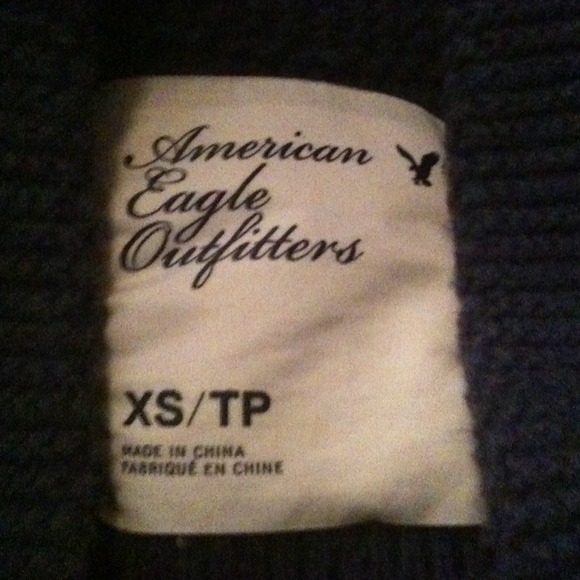 American
Eagle
Outfitters
XS/TP
MADE IN CHINA
FABRIQUÉ EN CHINE